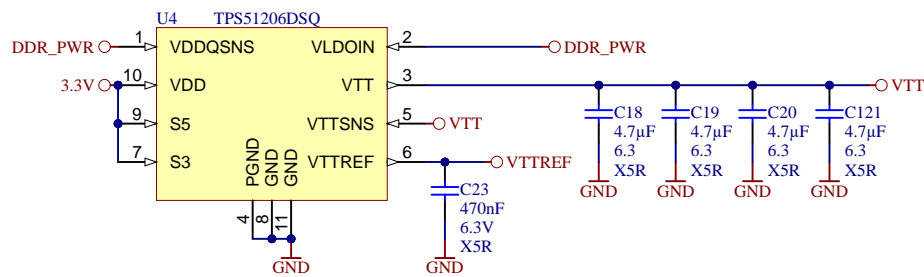 U4 TPS51206DSQ
DDR_PWR 1 VDDQSNS VLDOIN 2 DDR_PWR
3.3V 10 VDD VTT 3 VTT
9 S5 VTTSNS 5 VTT
7 S3 VTTREF 6 VTTREF
PGND GND GND
4 8 11
GND
C23
470nF
6.3V
X5R
GND
C18 C19 C20 C121
4.7µF 4.7µF 4.7µF 4.7µF
6.3 6.3 6.3 6.3
X5R X5R X5R X5R
GND GND GND GND